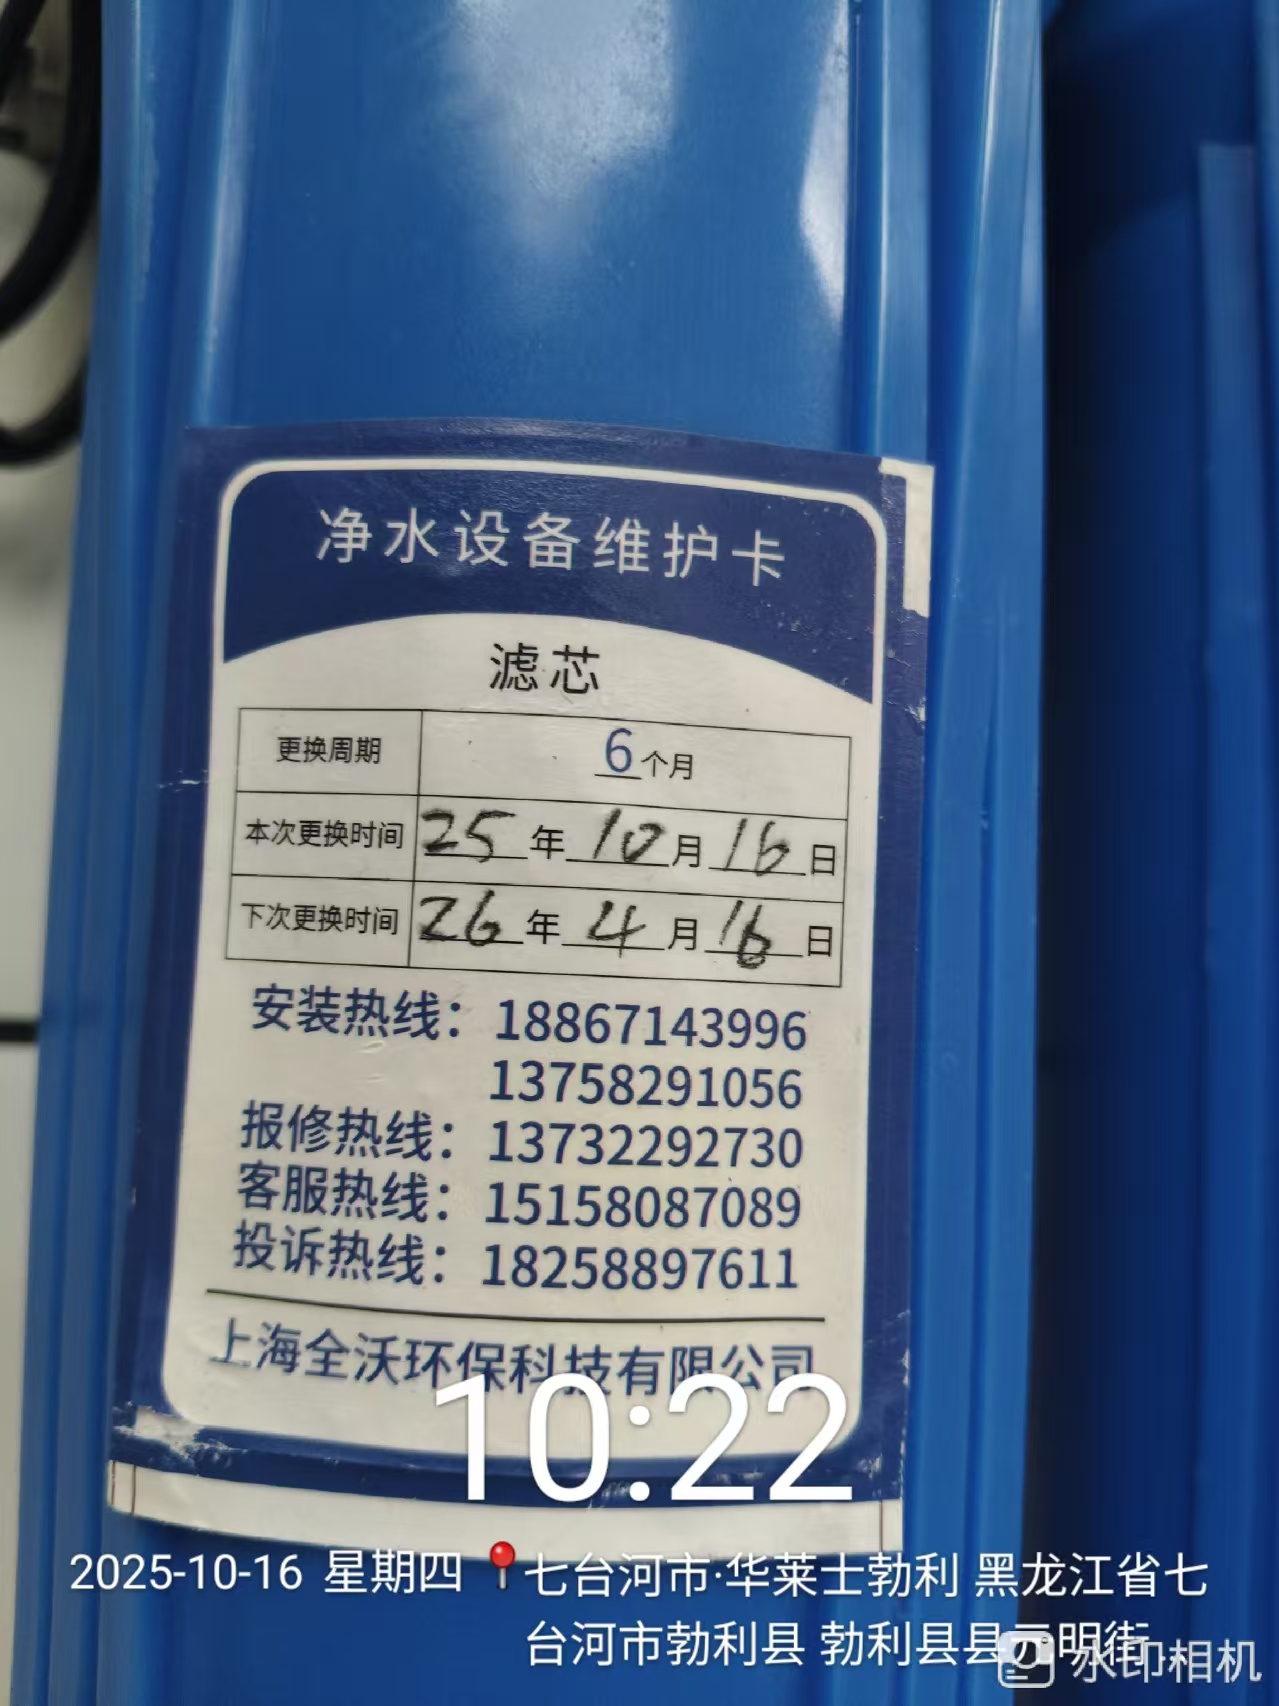 净水设备维护卡
滤芯
更换周期 6个月
本次更换时间 25年10月16日
下次更换时间 26年4月16日
安装热线：18867143996
13758291056
报修热线：13732292730
客服热线：15158087089
投诉热线：18258897611
上海全沃环保科技有限公司
10:22
2025-10-16 星期四 📍七台河市·华莱士勃利 黑龙江省七
台河市勃利县 勃利县县元明街...
水印相机